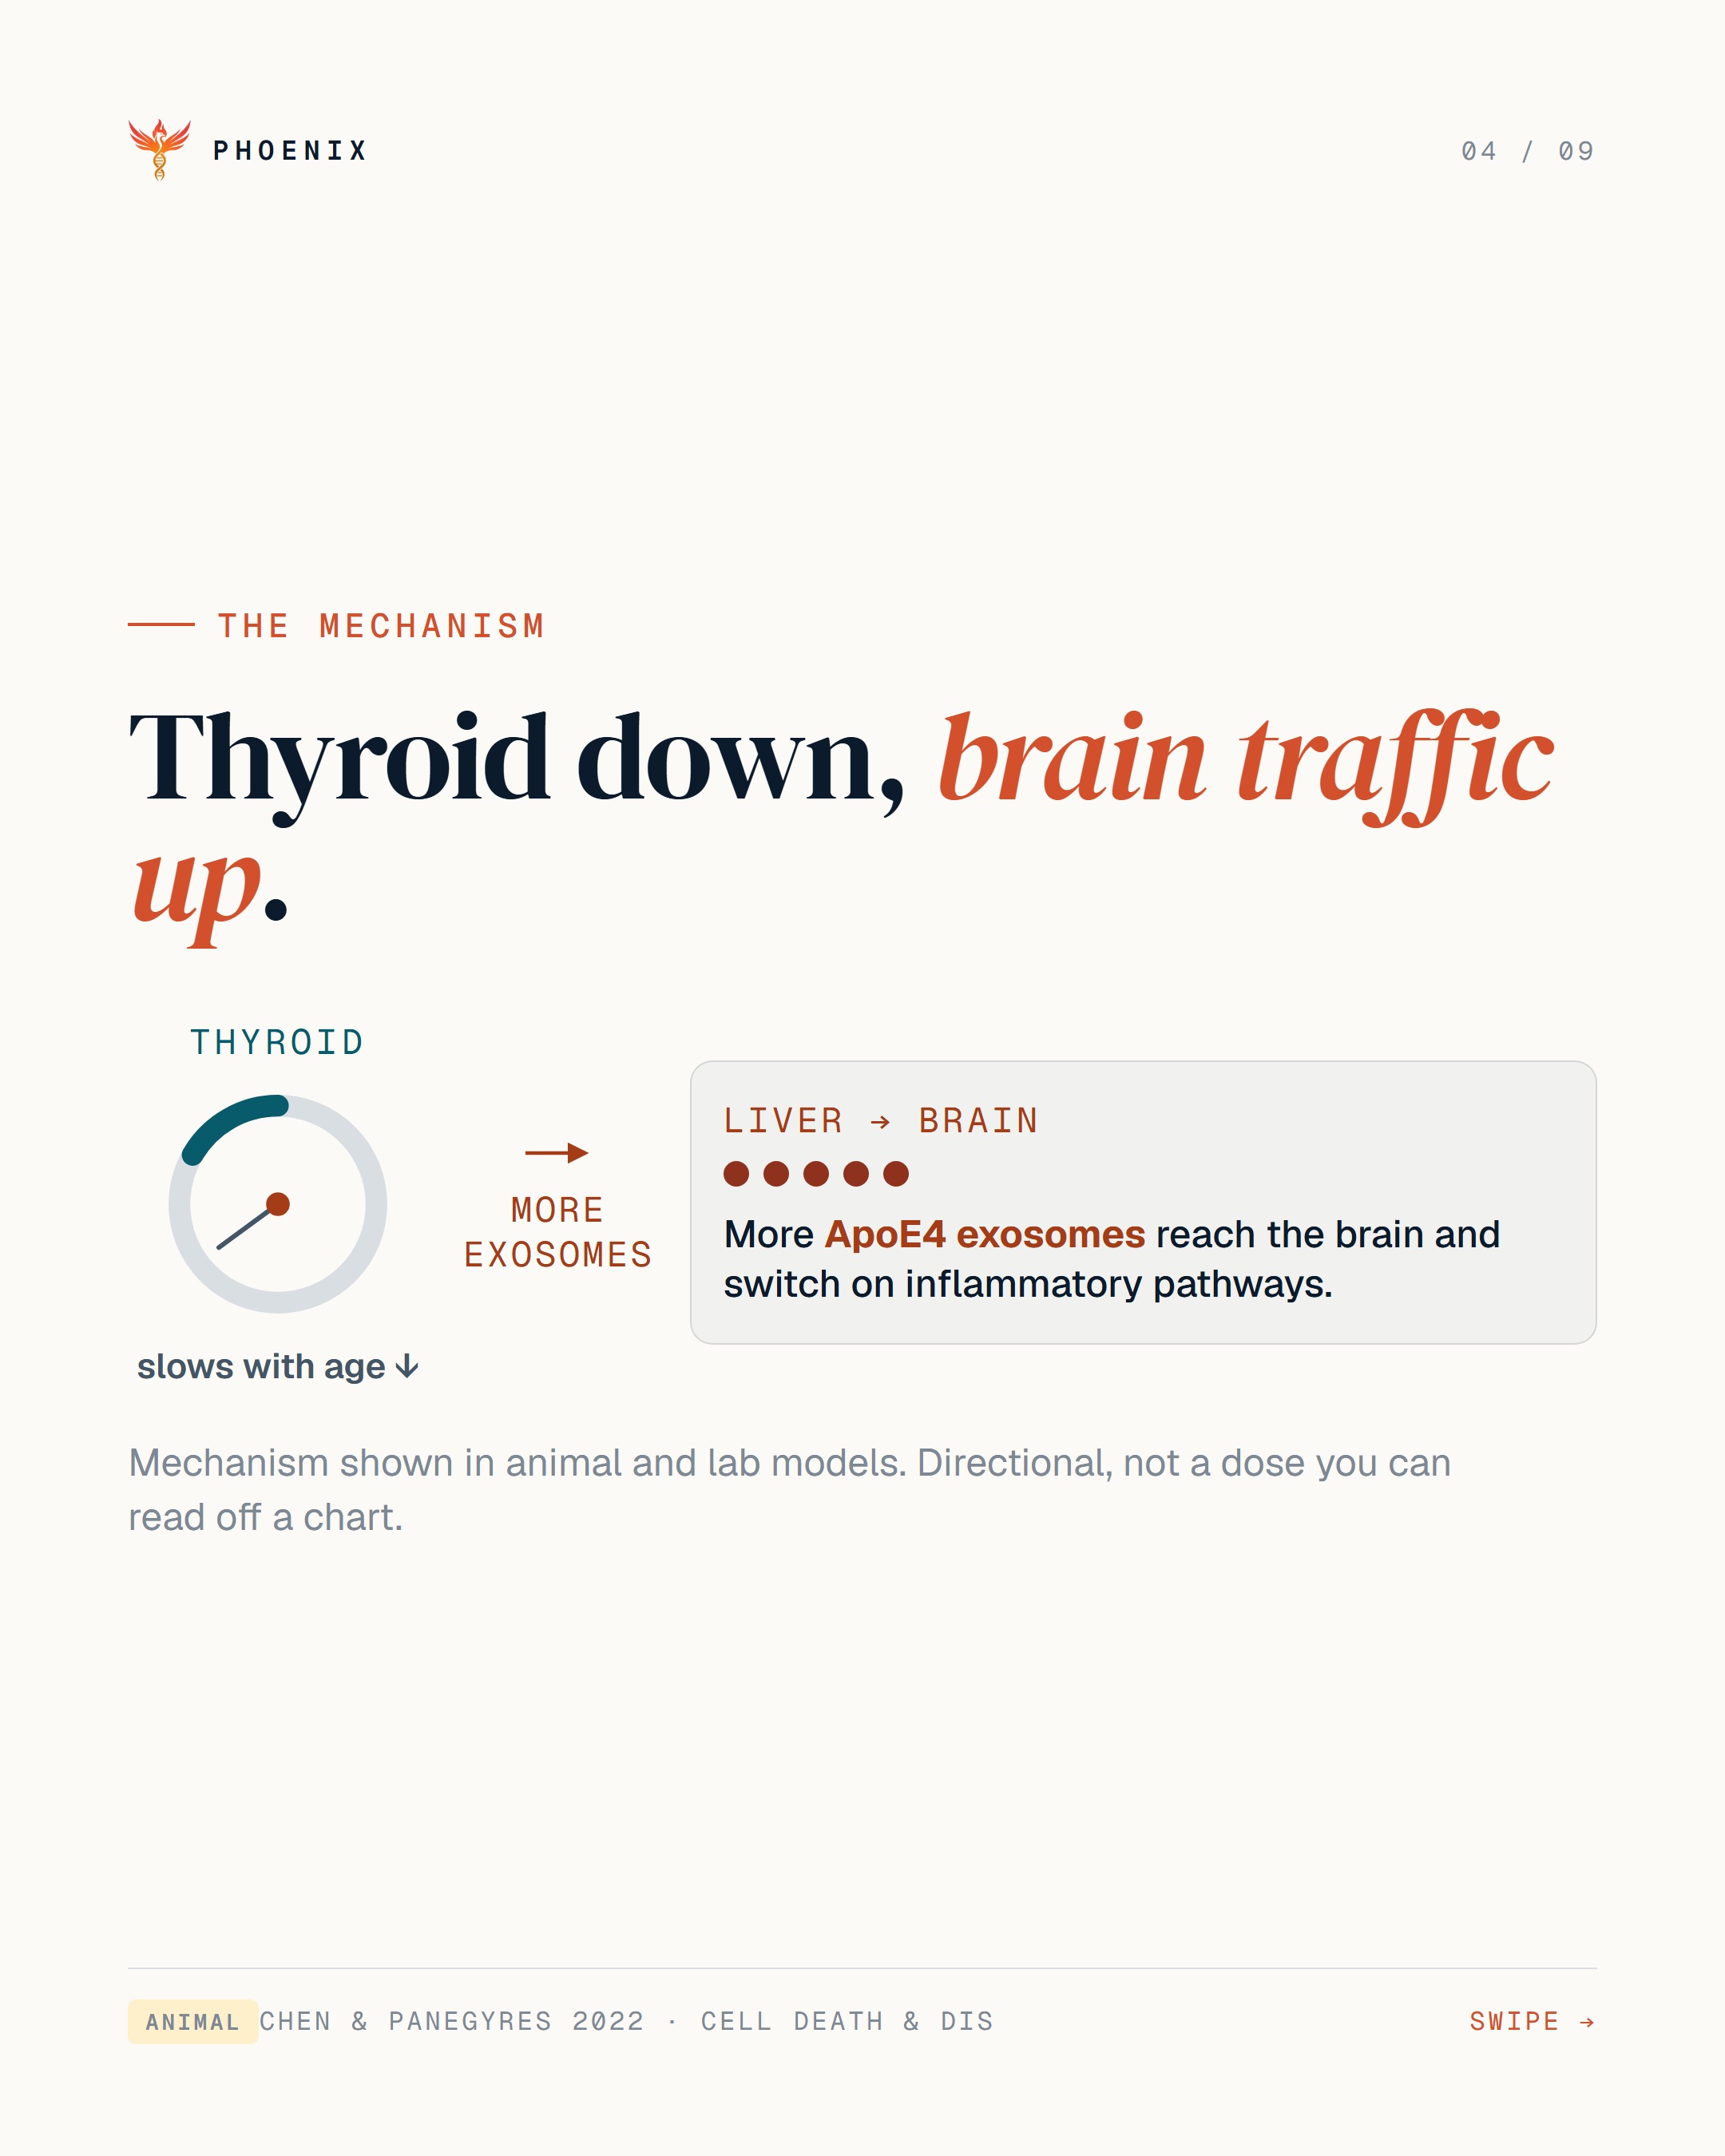 PHOENIX
04 / 09
THE MECHANISM
Thyroid down, brain traffic
up.
THYROID
slows with age ↓
→
MORE
EXOSOMES
LIVER → BRAIN
More ApoE4 exosomes reach the brain and
switch on inflammatory pathways.
Mechanism shown in animal and lab models. Directional, not a dose you can
read off a chart.
ANIMAL CHEN & PANEGYRES 2022 · CELL DEATH & DIS
SWIPE →